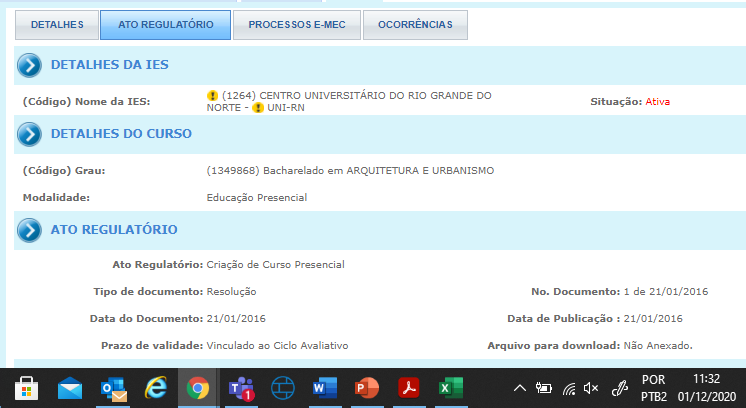 DETALHES ATO REGULATÓRIO PROCESSOS E-MEC OCORRÊNCIAS
DETALHES DA IES
(Código) Nome da IES: (1264) CENTRO UNIVERSITÁRIO DO RIO GRANDE DO NORTE - UNI-RN Situação: Ativa
DETALHES DO CURSO
(Código) Grau: (1349868) Bacharelado em ARQUITETURA E URBANISMO
Modalidade: Educação Presencial
ATO REGULATÓRIO
Ato Regulatório: Criação de Curso Presencial
Tipo de documento: Resolução No. Documento: 1 de 21/01/2016
Data do Documento: 21/01/2016 Data de Publicação : 21/01/2016
Prazo de validade: Vinculado ao Ciclo Avaliativo Arquivo para download: Não Anexado.
POR 11:32
PTB2 01/12/2020